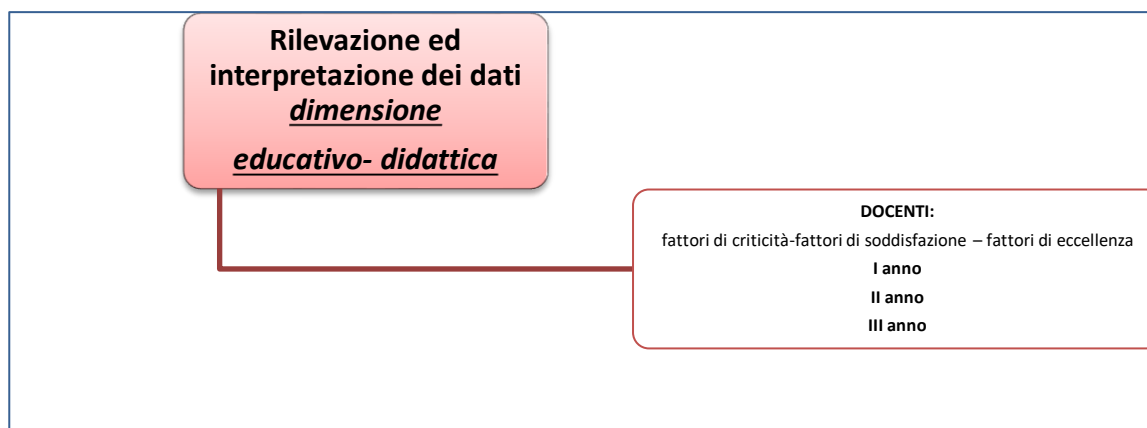 Rilevazione ed
interpretazione dei dati
dimensione
educativo- didattica
DOCENTI:
fattori di criticità-fattori di soddisfazione – fattori di eccellenza
I anno
II anno
III anno